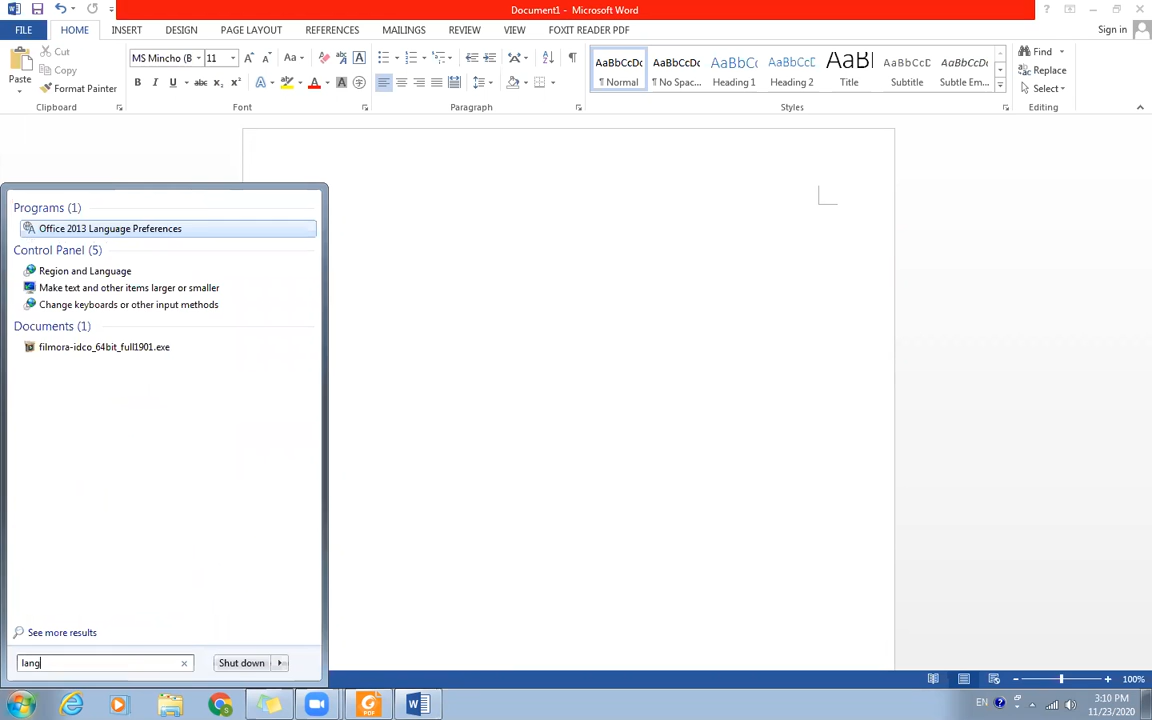 Document1 - Microsoft Word
FILE HOME INSERT DESIGN PAGE LAYOUT REFERENCES MAILINGS REVIEW VIEW FOXIT READER PDF Sign in
Paste
Cut
Copy
Format Painter
Clipboard
MS Mincho (B 11
Font
Paragraph
AaBbCcDc AaBbCcDc AaBbCc AaBbCcD AaBl AaBbCcD AaBbCcDc
¶ Normal ¶ No Spac... Heading 1 Heading 2 Title Subtitle Subtle Em...
Styles
Find
Replace
Select
Editing
Programs (1)
Office 2013 Language Preferences
Control Panel (5)
Region and Language
Make text and other items larger or smaller
Change keyboards or other input methods
Documents (1)
filmora-idco_64bit_full1901.exe
See more results
lang
Shut down
100%
EN
3:10 PM
11/23/2020